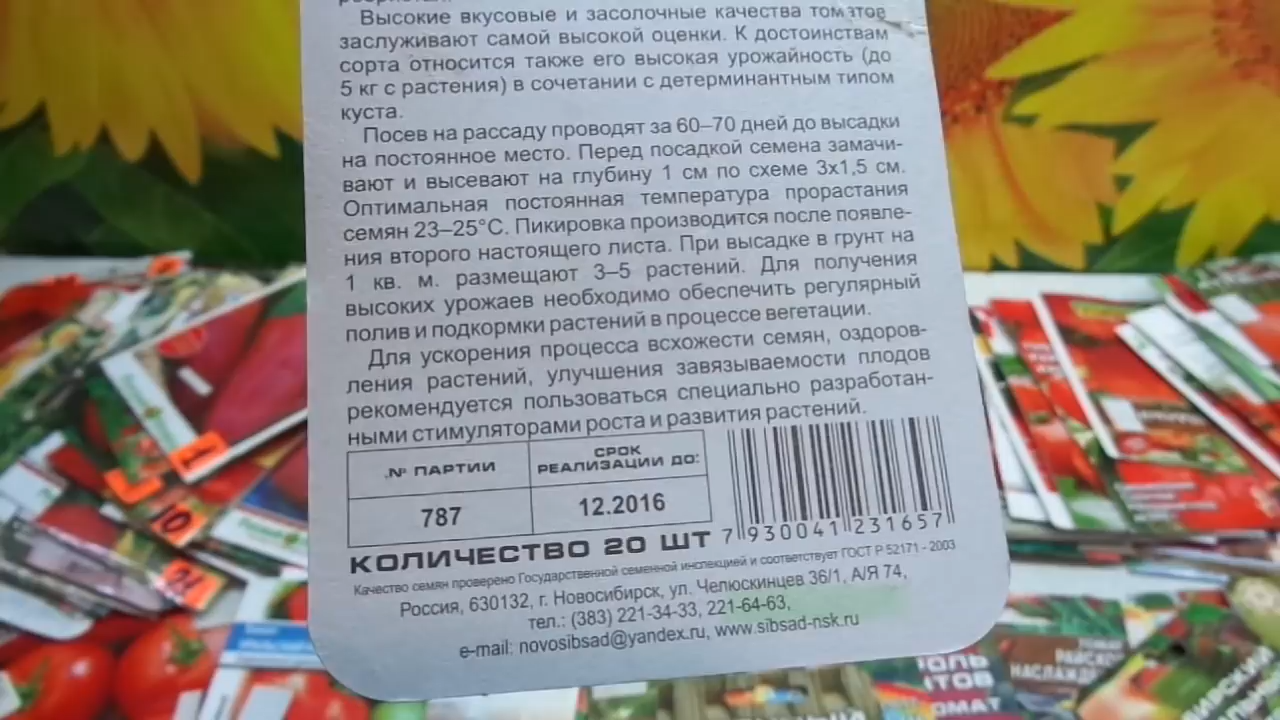 Высокие вкусовые и засолочные качества томатов
заслуживают самой высокой оценки. К достоинствам
сорта относится также его высокая урожайность (до
5 кг с растения) в сочетании с детерминантным типом
куста.
Посев на рассаду проводят за 60–70 дней до высадки
на постоянное место. Перед посадкой семена замачи-
вают и высевают на глубину 1 см по схеме 3х1,5 см.
Оптимальная постоянная температура прорастания
семян 23–25°С. Пикировка производится после появле-
ния второго настоящего листа. При высадке в грунт на
1 кв. м. размещают 3–5 растений. Для получения
высоких урожаев необходимо обеспечить регулярный
полив и подкормки растений в процессе вегетации.
Для ускорения процесса всхожести семян, оздоров-
ления растений, улучшения завязываемости плодов
рекомендуется пользоваться специально разработан-
ными стимуляторами роста и развития растений.
№ ПАРТИИ
СРОК
РЕАЛИЗАЦИИ ДО:
787
12.2016
7 930041 231657
КОЛИЧЕСТВО 20 ШТ
Качество семян проверено Государственной семенной инспекцией и соответствует ГОСТ Р 52171 - 2003
Россия, 630132, г. Новосибирск, ул. Челюскинцев 36/1, А/Я 74,
тел.: (383) 221-34-33, 221-64-63,
e-mail: novosibsad@yandex.ru, www.sibsad-nsk.ru